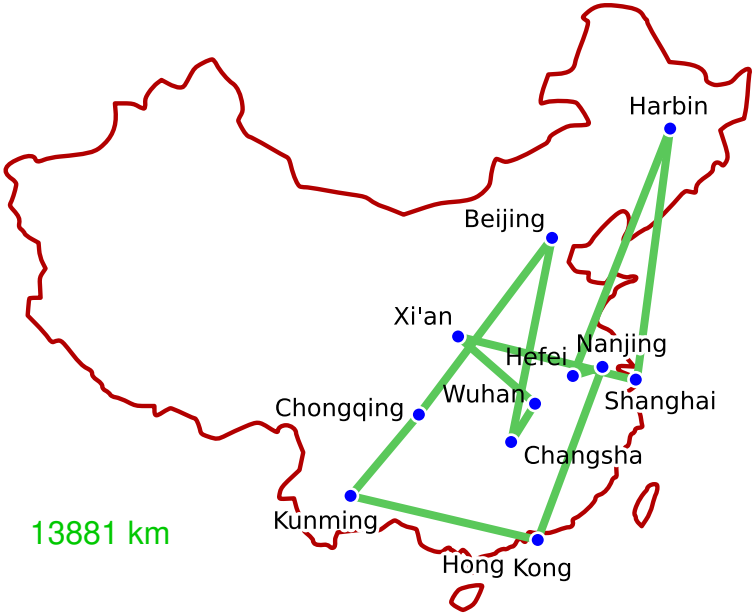 Harbin
Beijing
Xi'an
Nanjing
Hefei
Wuhan
Shanghai
Chongqing
Changsha
Kunming
13881 km
Hong Kong